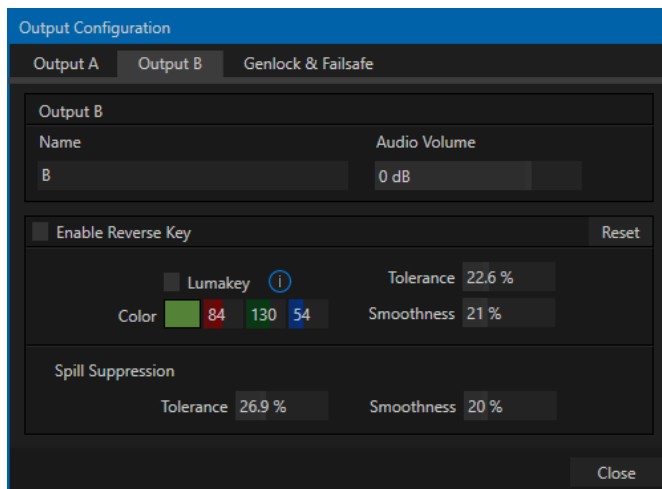 Output Configuration
Output A Output B Genlock & Failsafe
Output B
Name Audio Volume
B 0 dB
Enable Reverse Key Reset
Lumakey i Tolerance 22.6 %
Color 84 130 54 Smoothness 21 %
Spill Suppression
Tolerance 26.9 % Smoothness 20 %
Close